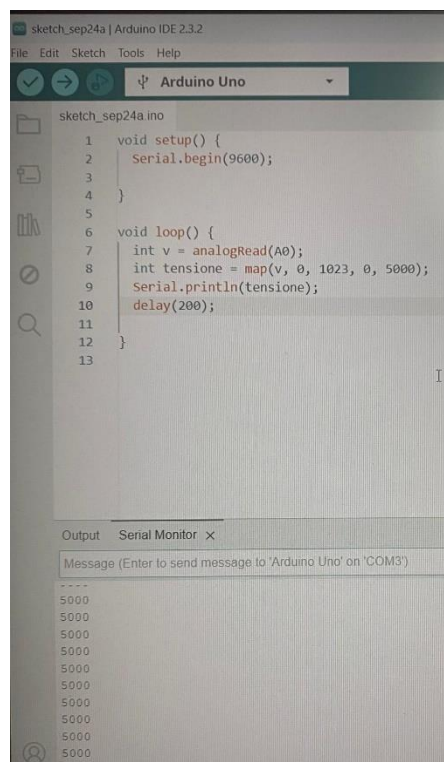 sketch_sep24a | Arduino IDE 2.3.2
File Edit Sketch Tools Help
Arduino Uno
sketch_sep24a.ino
1 void setup() {
2 Serial.begin(9600);
3
4 }
5
6 void loop() {
7 int v = analogRead(A0);
8 int tensione = map(v, 0, 1023, 0, 5000);
9 Serial.println(tensione);
10 delay(200);
11
12 }
13
Output Serial Monitor ×
Message (Enter to send message to 'Arduino Uno' on 'COM3')
5000
5000
5000
5000
5000
5000
5000
5000
5000
5000